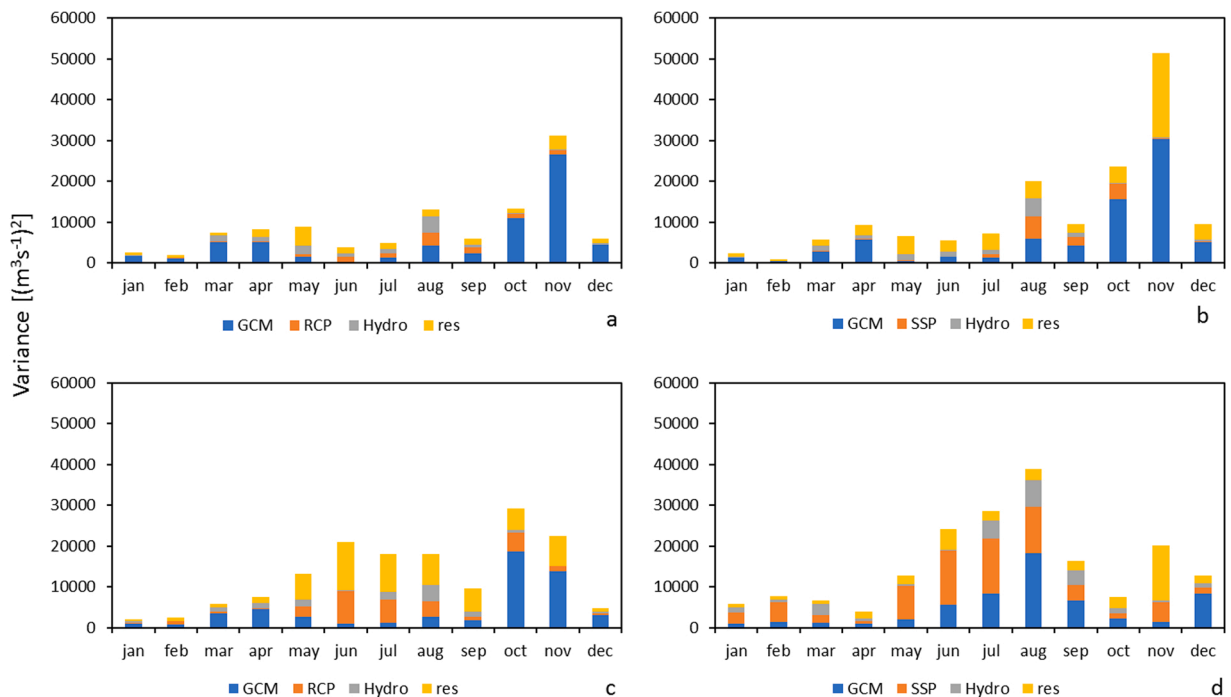 Variance [(m³s⁻¹)²]
60000 50000 40000 30000 20000 10000 0
jan feb mar apr may jun jul aug sep oct nov dec
GCM RCP Hydro res
a
60000 50000 40000 30000 20000 10000 0
jan feb mar apr may jun jul aug sep oct nov dec
GCM SSP Hydro res
b
60000 50000 40000 30000 20000 10000 0
jan feb mar apr may jun jul aug sep oct nov dec
GCM RCP Hydro res
c
60000 50000 40000 30000 20000 10000 0
jan feb mar apr may jun jul aug sep oct nov dec
GCM SSP Hydro res
d